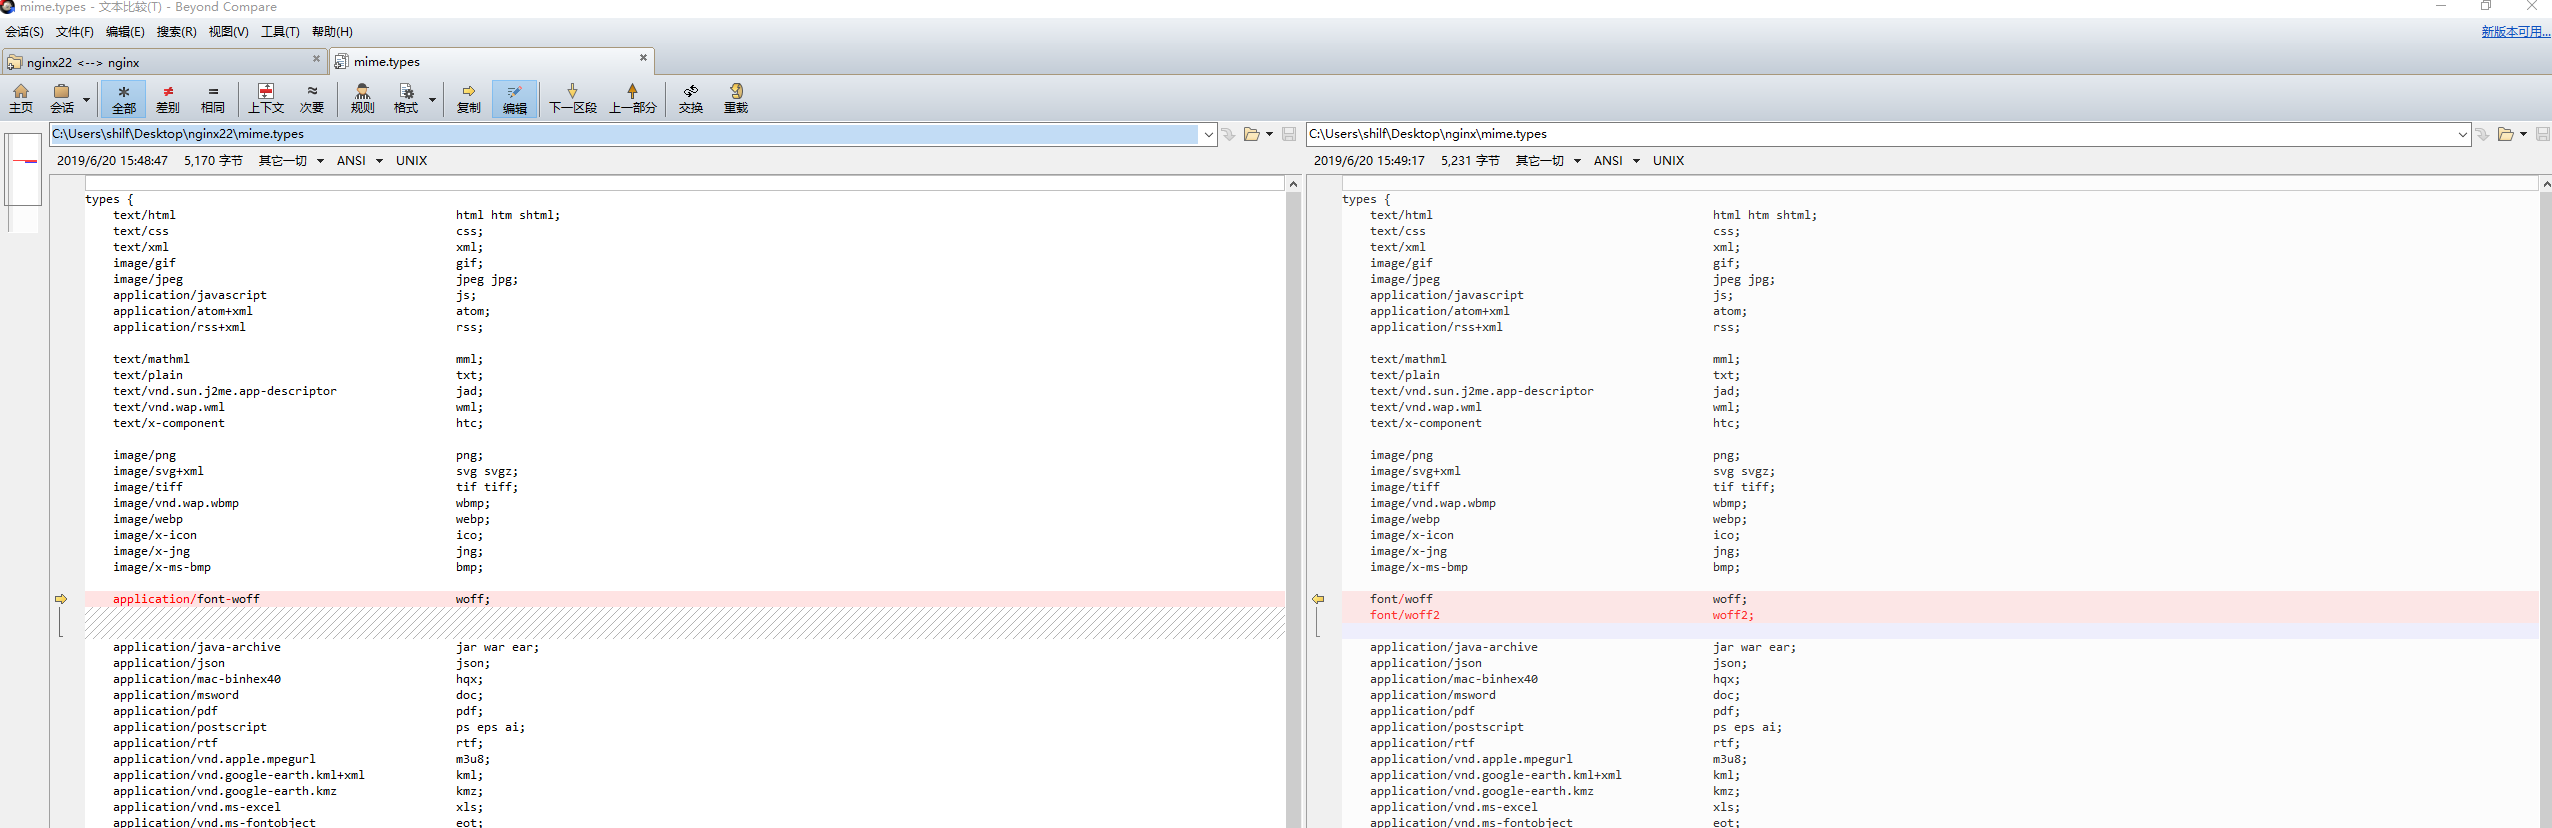 mime.types - 文本比较(T) - Beyond Compare
会话(S) 文件(F) 编辑(E) 搜索(R) 视图(V) 工具(T) 帮助(H) 新版本可用...
nginx22 <--> nginx mime.types
主页 会话 全部 差别 相同 上下文 次要 规则 格式 复制 编辑 下一区段 上一部分 交换 重载
C:\Users\shilf\Desktop\nginx22\mime.types
2019/6/20 15:48:47 5,170 字节 其它一切 ANSI UNIX
types {
text/html html htm shtml;
text/css css;
text/xml xml;
image/gif gif;
image/jpeg jpeg jpg;
application/javascript js;
application/atom+xml atom;
application/rss+xml rss;
text/mathml mml;
text/plain txt;
text/vnd.sun.j2me.app-descriptor jad;
text/vnd.wap.wml wml;
text/x-component htc;
image/png png;
image/svg+xml svg svgz;
image/tiff tif tiff;
image/vnd.wap.wbmp wbmp;
image/webp webp;
image/x-icon ico;
image/x-jng jng;
image/x-ms-bmp bmp;
application/font-woff woff;
application/java-archive jar war ear;
application/json json;
application/mac-binhex40 hqx;
application/msword doc;
application/pdf pdf;
application/postscript ps eps ai;
application/rtf rtf;
application/vnd.apple.mpegurl m3u8;
application/vnd.google-earth.kml+xml kml;
application/vnd.google-earth.kmz kmz;
application/vnd.ms-excel xls;
application/vnd.ms-fontobject eot;
C:\Users\shilf\Desktop\nginx\mime.types
2019/6/20 15:49:17 5,231 字节 其它一切 ANSI UNIX
types {
text/html html htm shtml;
text/css css;
text/xml xml;
image/gif gif;
image/jpeg jpeg jpg;
application/javascript js;
application/atom+xml atom;
application/rss+xml rss;
text/mathml mml;
text/plain txt;
text/vnd.sun.j2me.app-descriptor jad;
text/vnd.wap.wml wml;
text/x-component htc;
image/png png;
image/svg+xml svg svgz;
image/tiff tif tiff;
image/vnd.wap.wbmp wbmp;
image/webp webp;
image/x-icon ico;
image/x-jng jng;
image/x-ms-bmp bmp;
font/woff woff;
font/woff2 woff2;
application/java-archive jar war ear;
application/json json;
application/mac-binhex40 hqx;
application/msword doc;
application/pdf pdf;
application/postscript ps eps ai;
application/rtf rtf;
application/vnd.apple.mpegurl m3u8;
application/vnd.google-earth.kml+xml kml;
application/vnd.google-earth.kmz kmz;
application/vnd.ms-excel xls;
application/vnd.ms-fontobject eot;